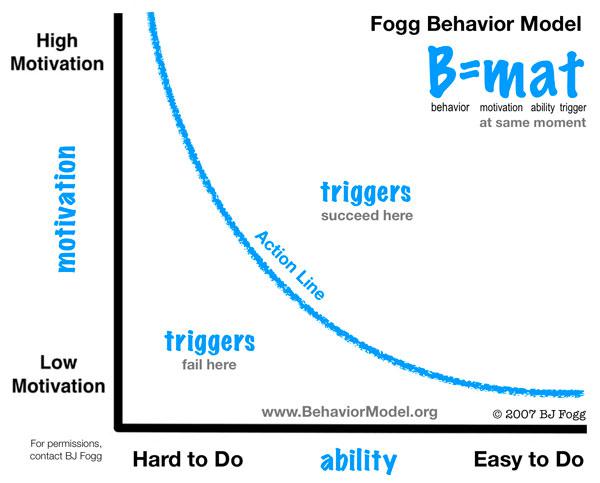 Fogg Behavior Model
B=mat
behavior motivation ability trigger
at same moment
High
Motivation
motivation
triggers
succeed here
Action Line
triggers
fail here
Low
Motivation
www.BehaviorModel.org
© 2007 BJ Fogg
For permissions,
contact BJ Fogg
Hard to Do
ability
Easy to Do